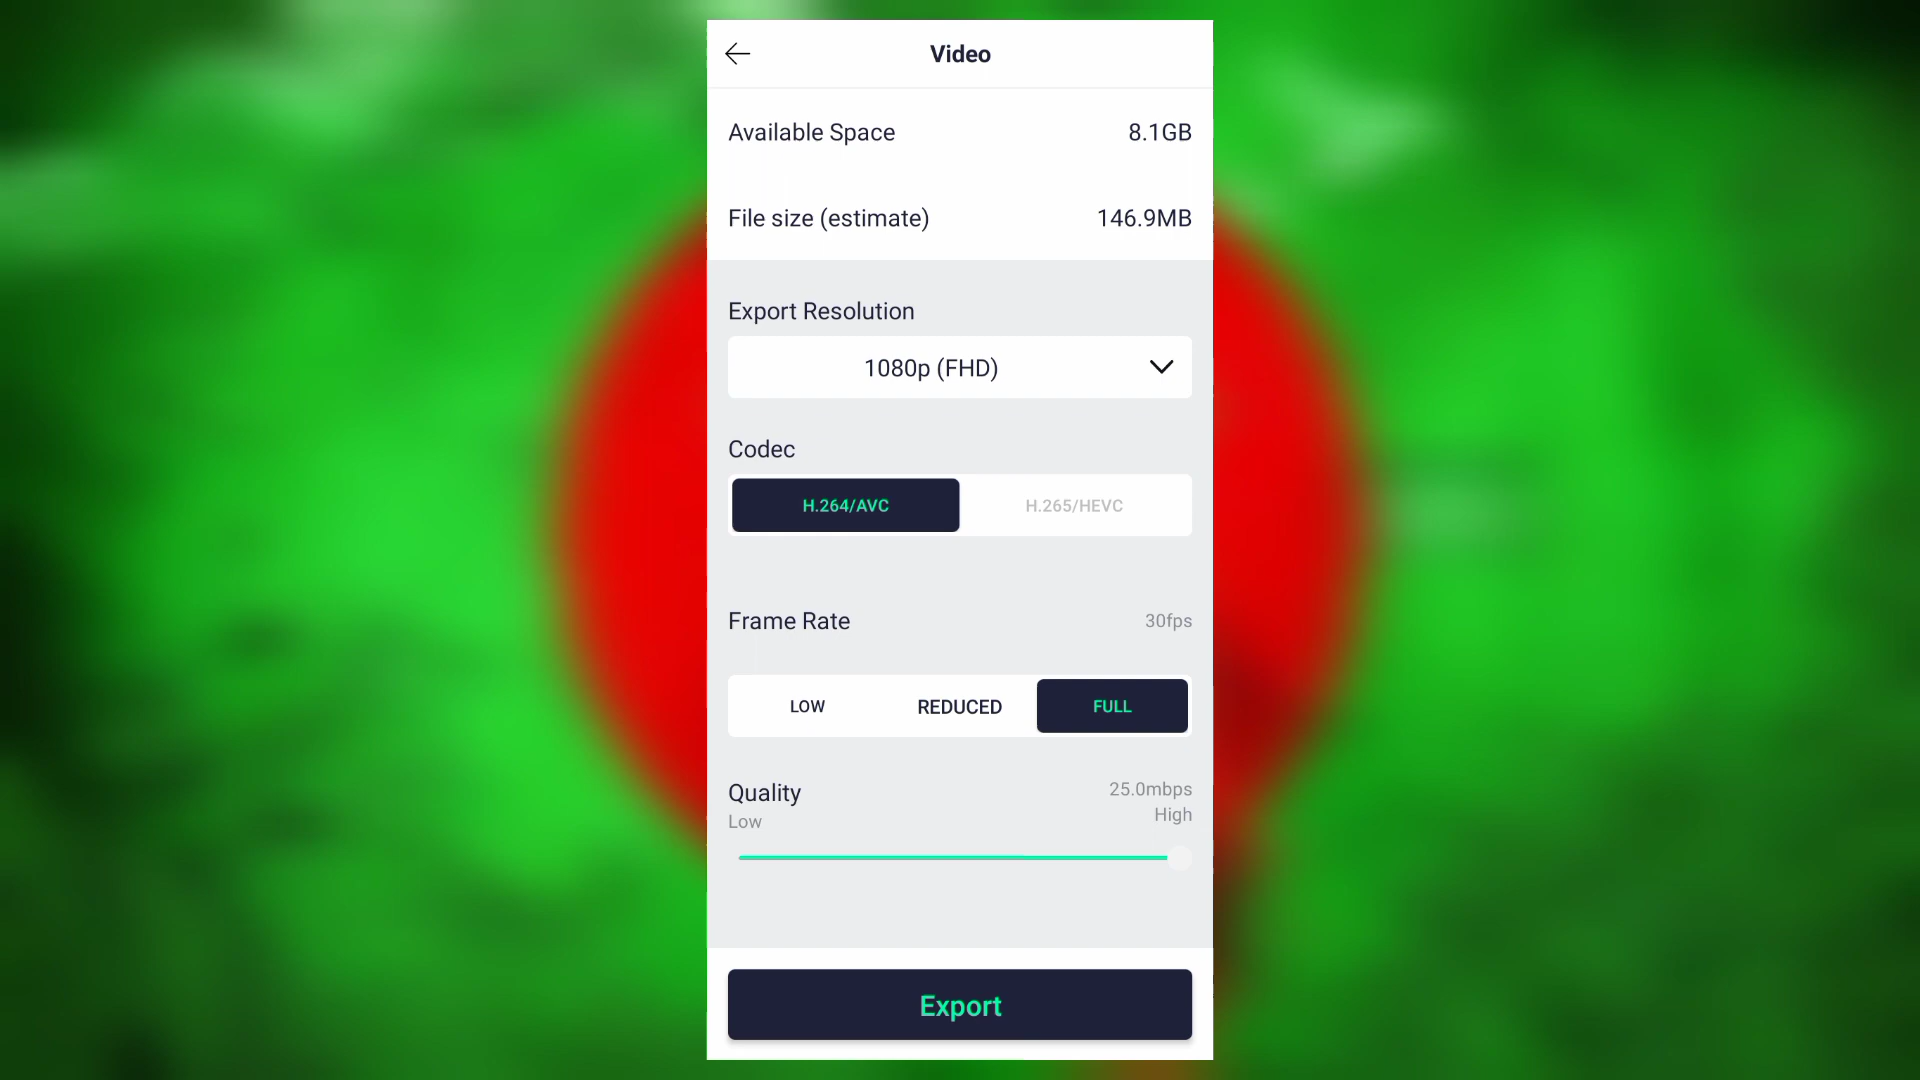 Video
Available Space 8.1GB
File size (estimate) 146.9MB
Export Resolution
1080p (FHD)
Codec
H.264/AVC H.265/HEVC
Frame Rate 30fps
LOW REDUCED FULL
Quality 25.0mbps
Low High
Export